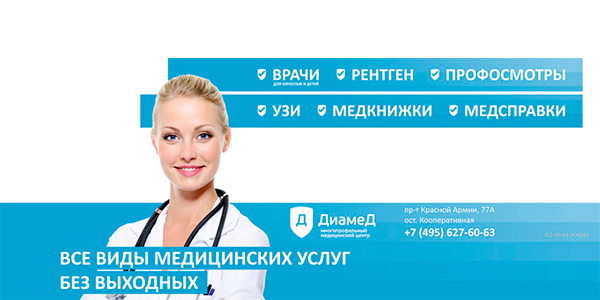 ВРАЧИ РЕНТГЕН ПРОФОСМОТРЫ
для взрослых и детей
УЗИ МЕДКНИЖКИ МЕДСПРАВКИ
Д ДиамеД
многопрофильный
медицинский центр
пр-т Красной Армии, 77А
ост. Кооперативная
+7 (495) 627-60-63
ВСЕ ВИДЫ МЕДИЦИНСКИХ УСЛУГ
БЕЗ ВЫХОДНЫХ